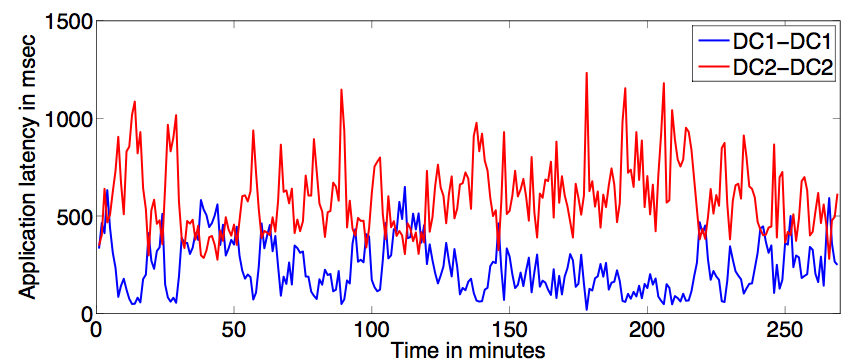 1500
1000
500
0
Application latency in msec
DC1−DC1
DC2−DC2
0 50 100 150 200 250
Time in minutes